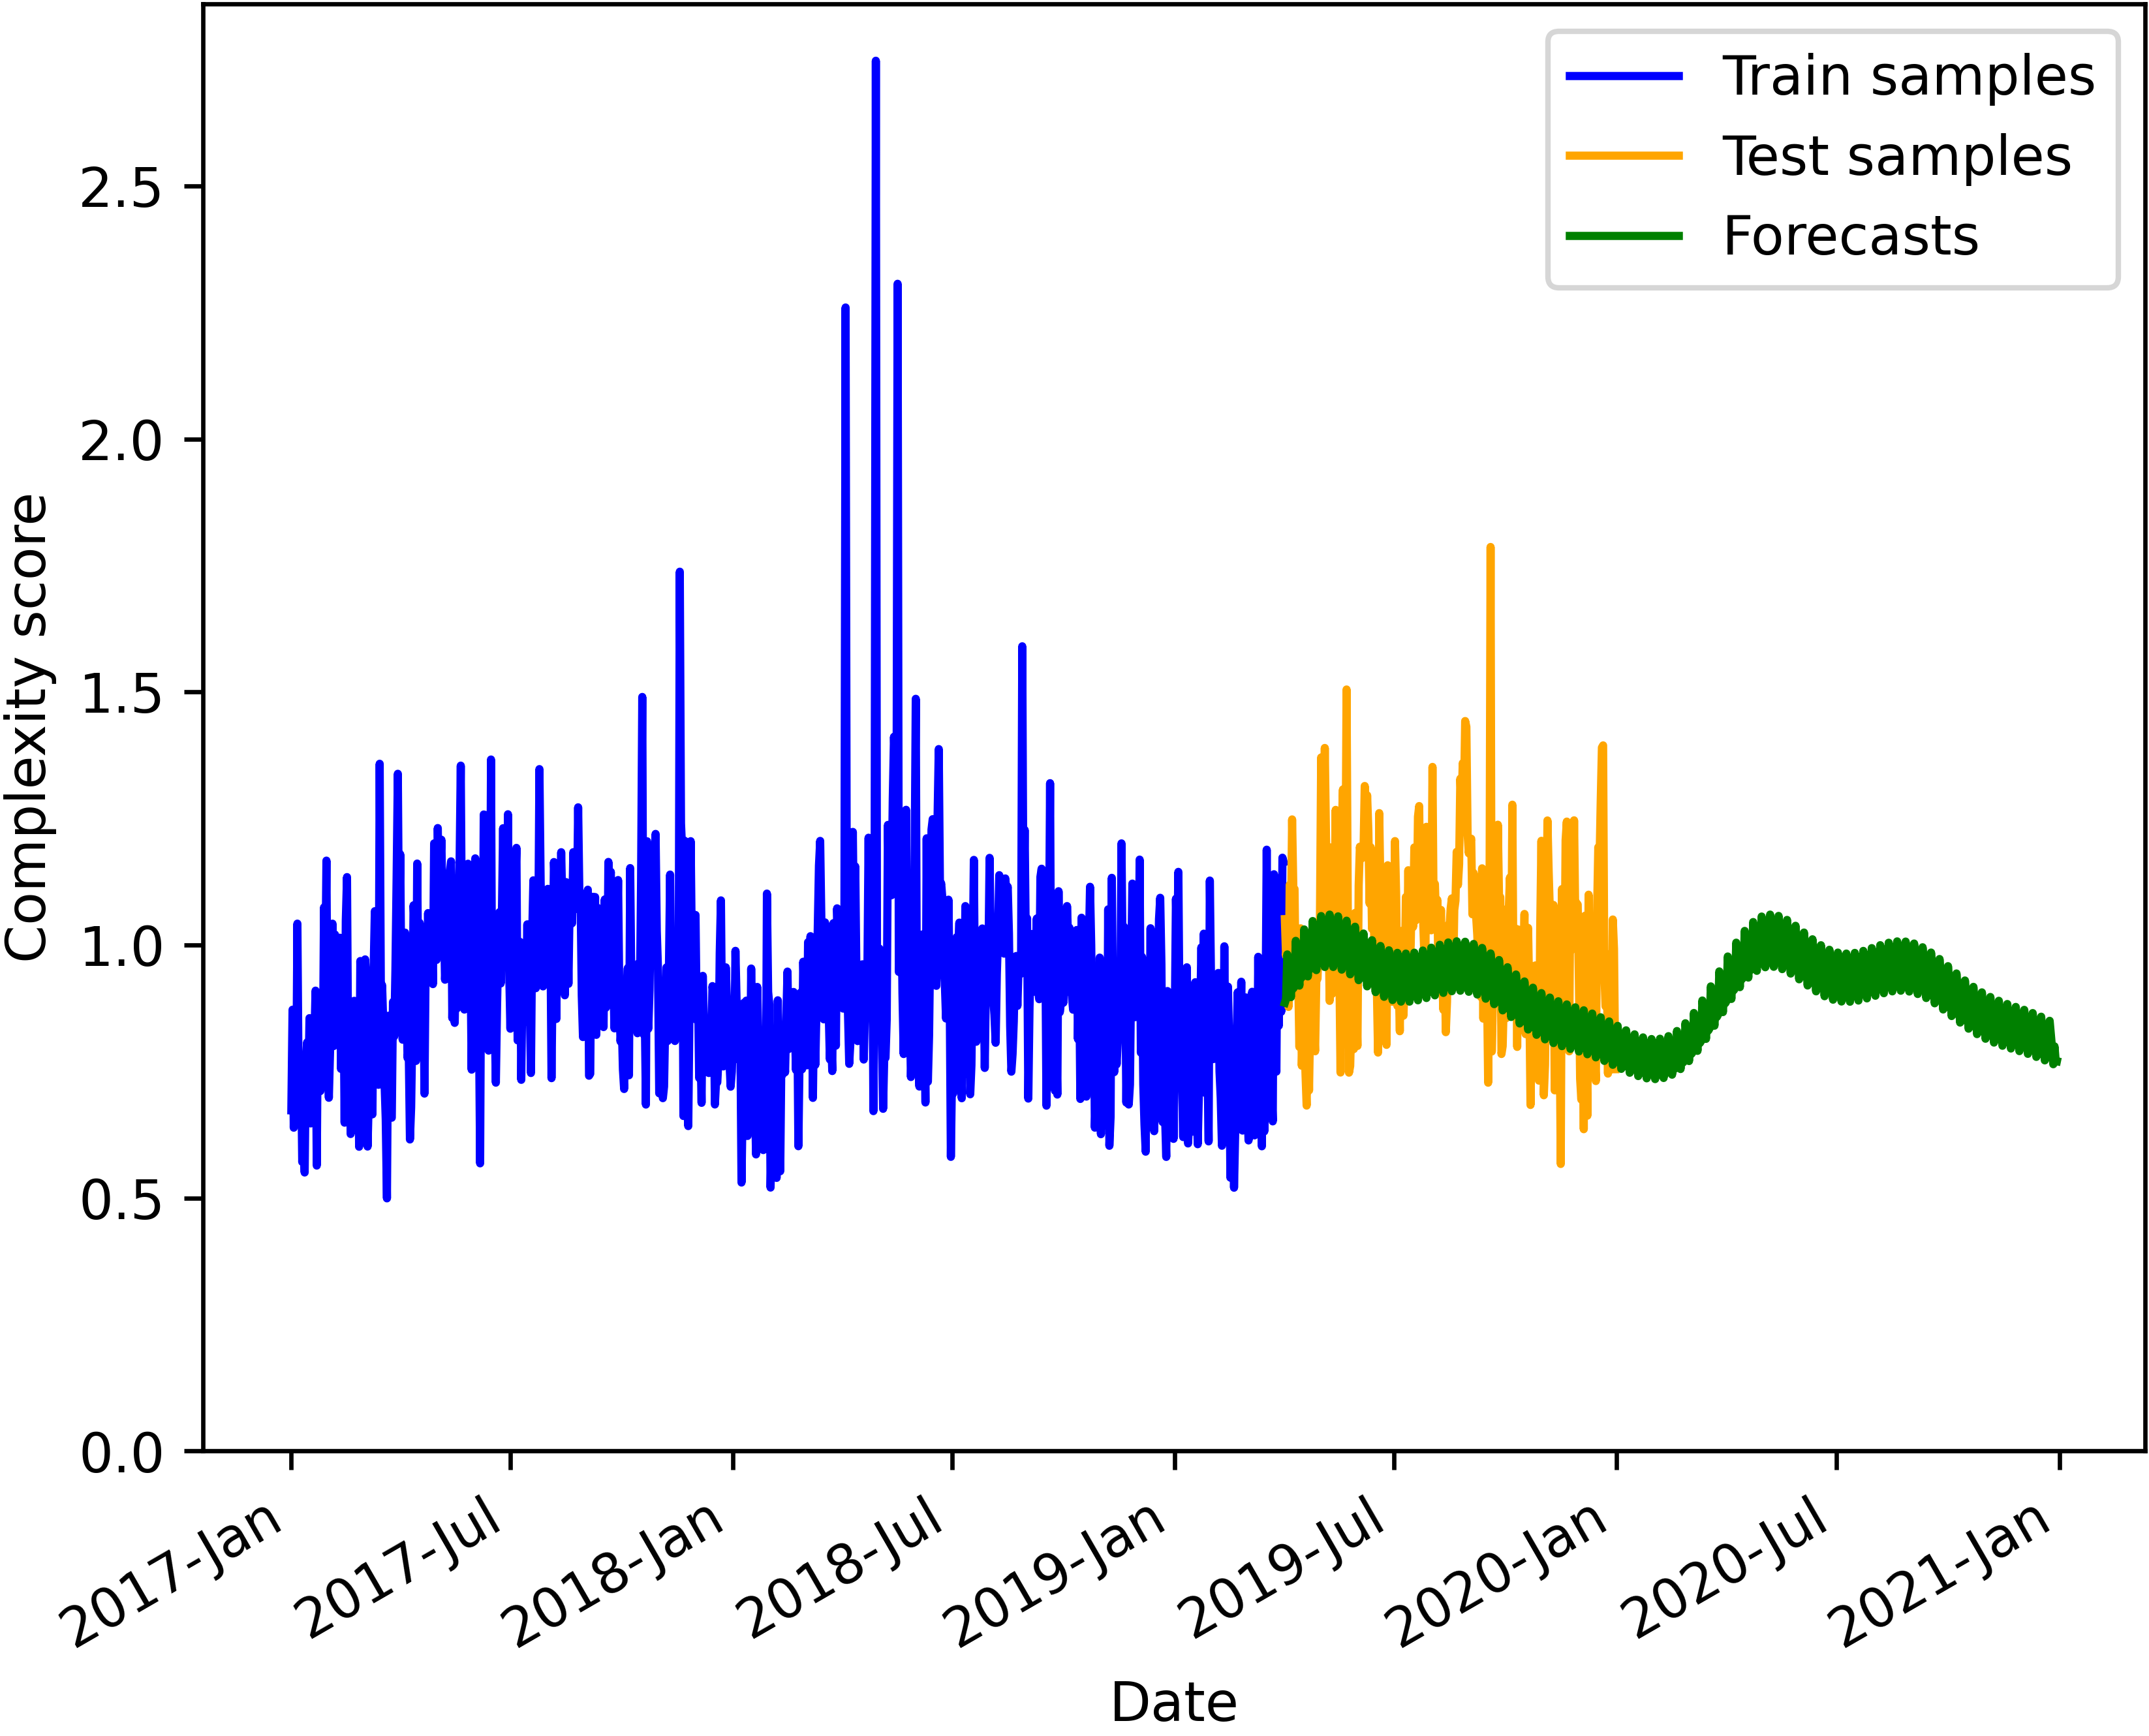 Train samples
Test samples
Forecasts
Complexity score
2.5
2.0
1.5
1.0
0.5
0.0
2017-Jan
2017-Jul
2018-Jan
2018-Jul
2019-Jan
2019-Jul
2020-Jan
2020-Jul
2021-Jan
Date